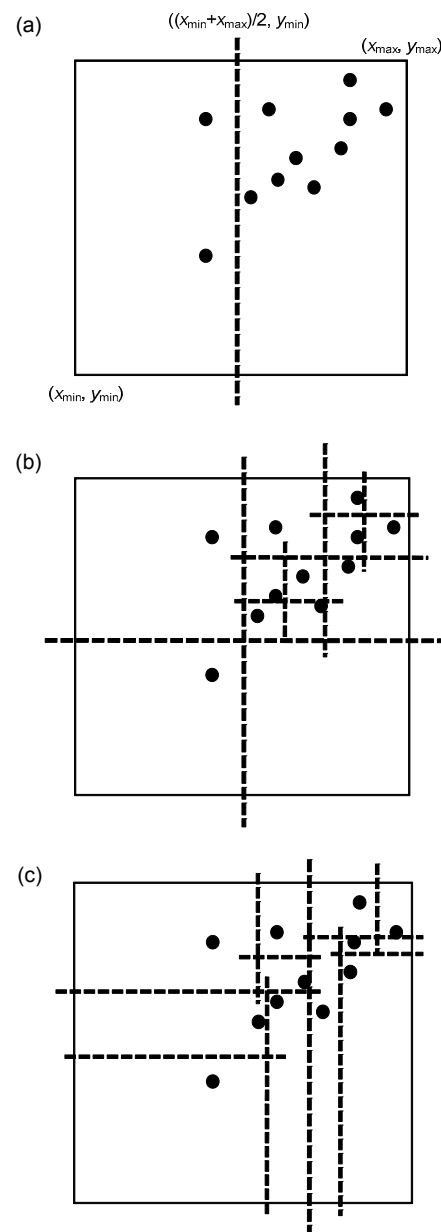 (a)
((xmin+xmax)/2, ymin)
(xmax, ymax)
(xmin, ymin)
(b)
(c)